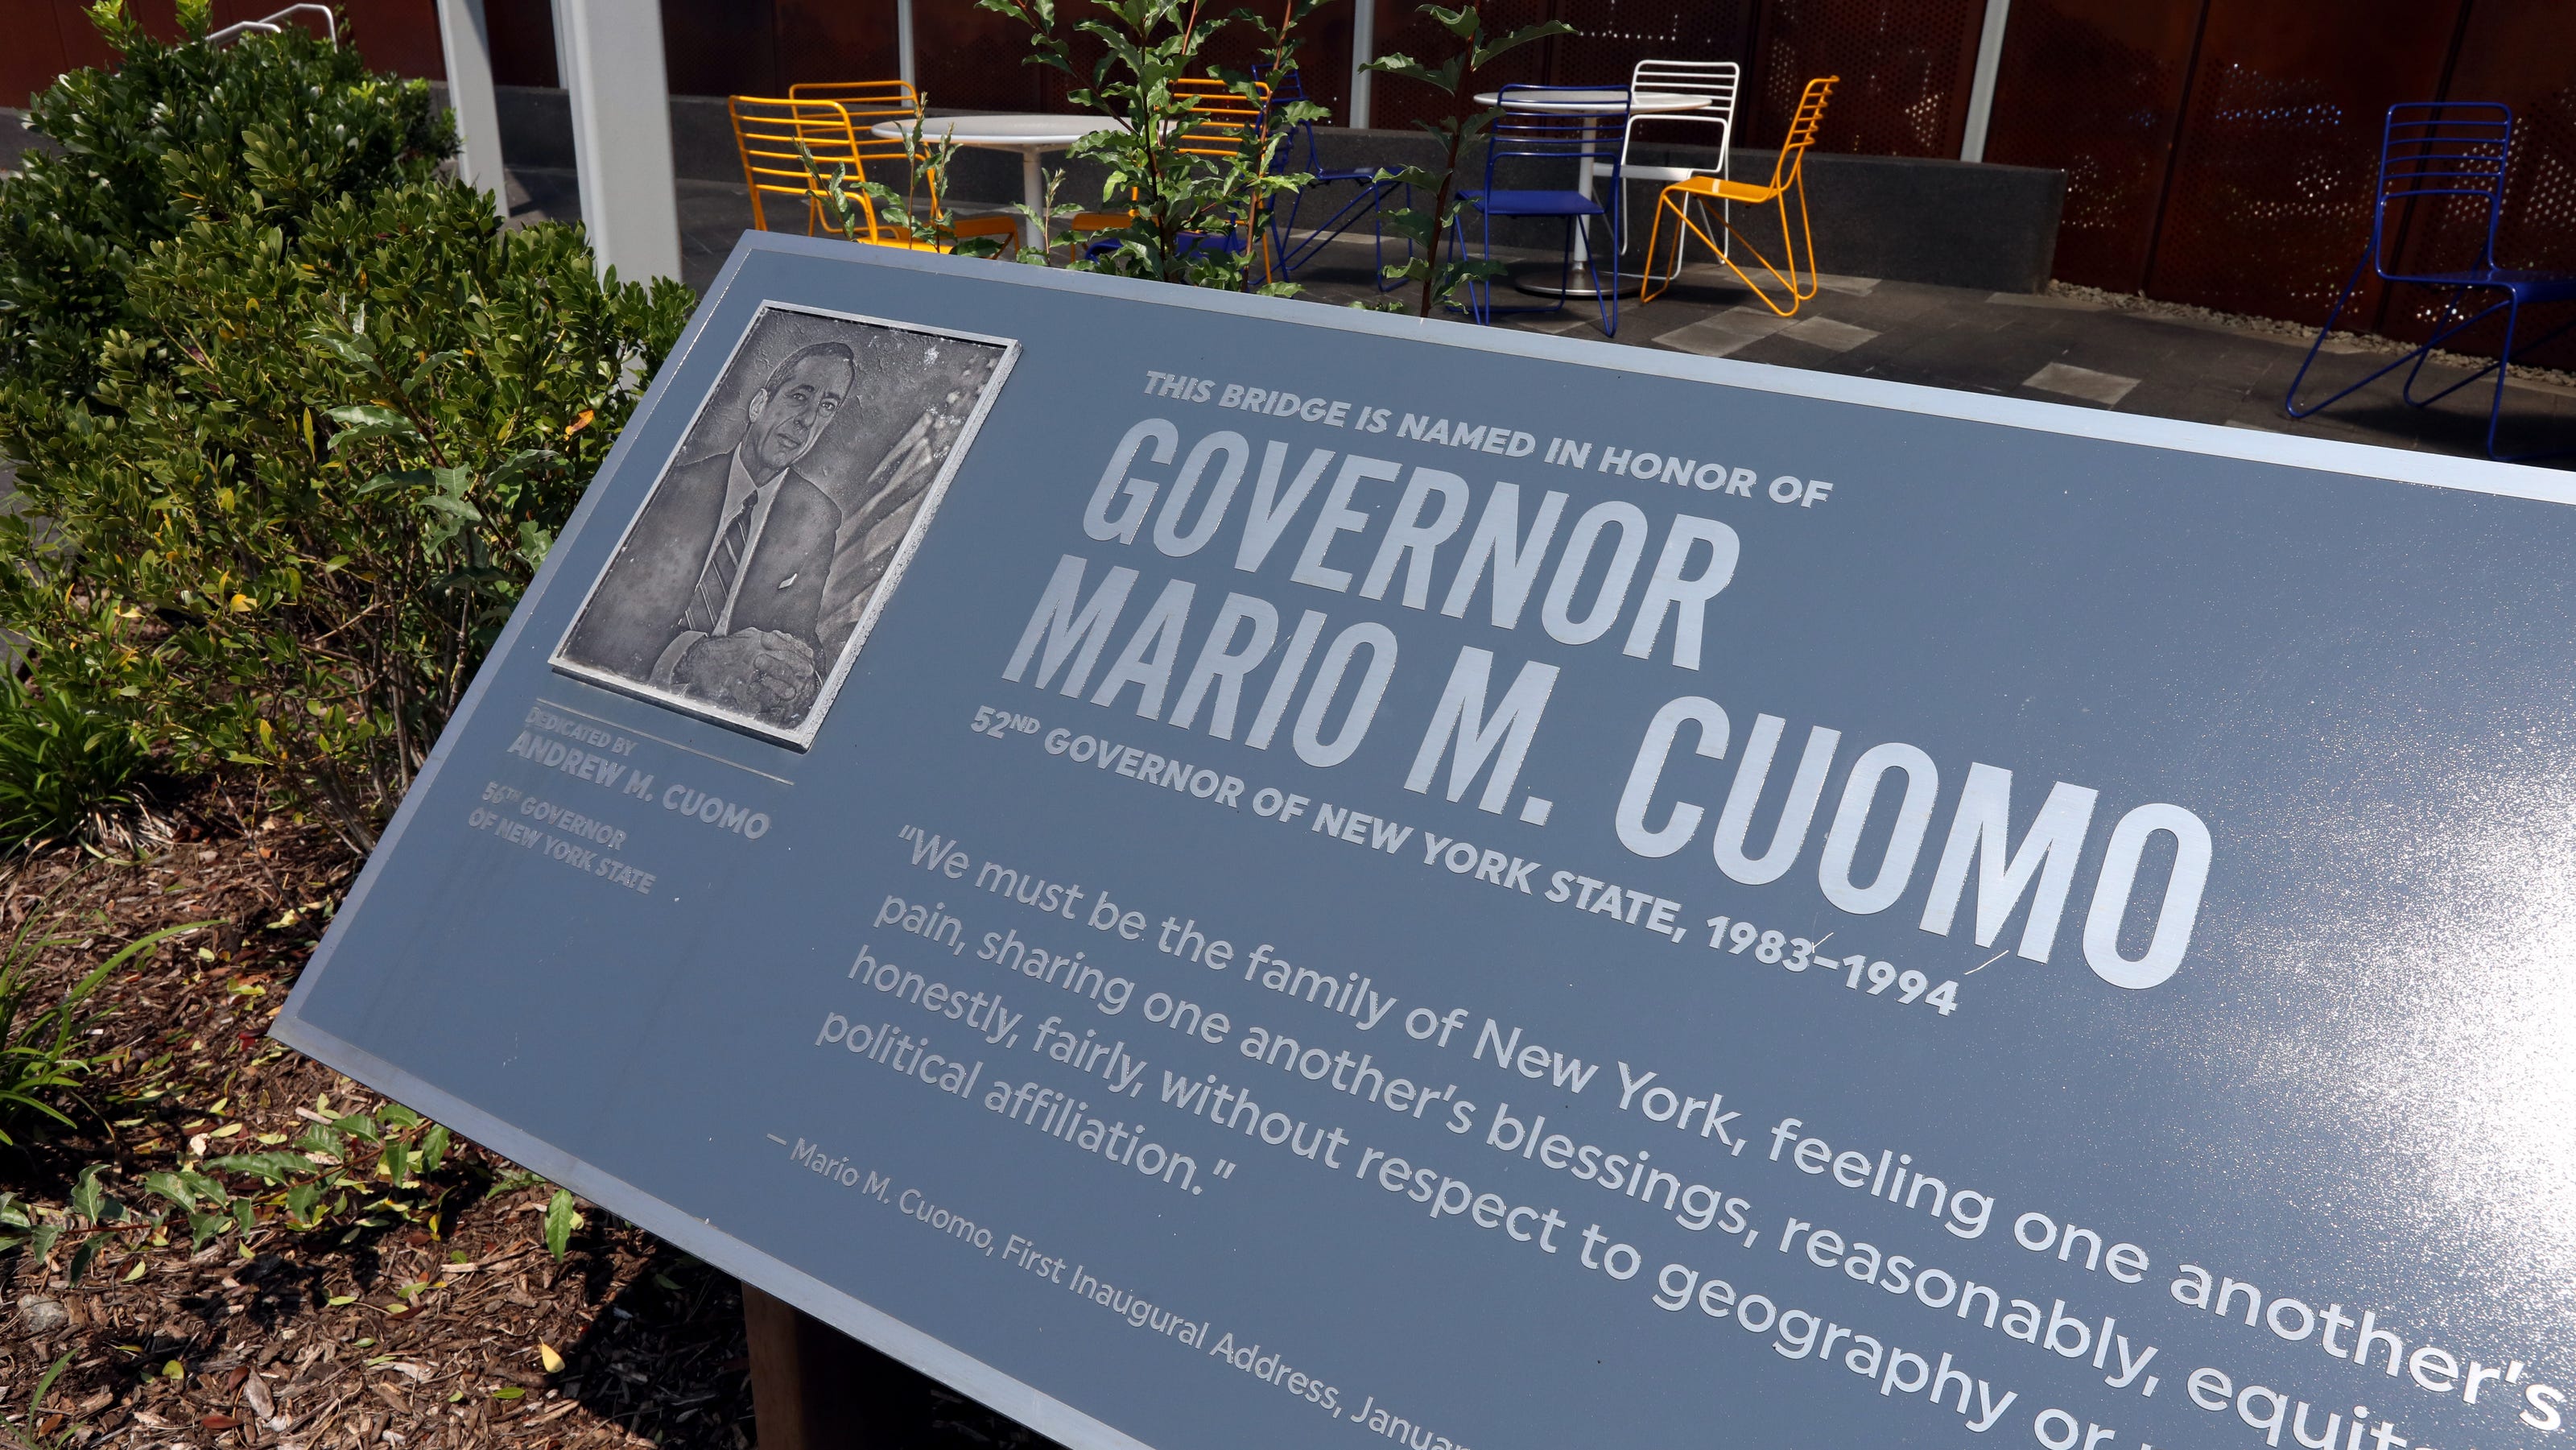 THIS BRIDGE IS NAMED IN HONOR OF
GOVERNOR
MARIO M. CUOMO
52ND GOVERNOR OF NEW YORK STATE, 1983–1994
“We must be the family of New York, feeling one another's
pain, sharing one another's blessings, reasonably,
honestly, fairly, without respect to geography or
political affiliation.”
– Mario M. Cuomo, First Inaugural Address,
DEDICATED BY
ANDREW M. CUOMO
56TH GOVERNOR
OF NEW YORK STATE